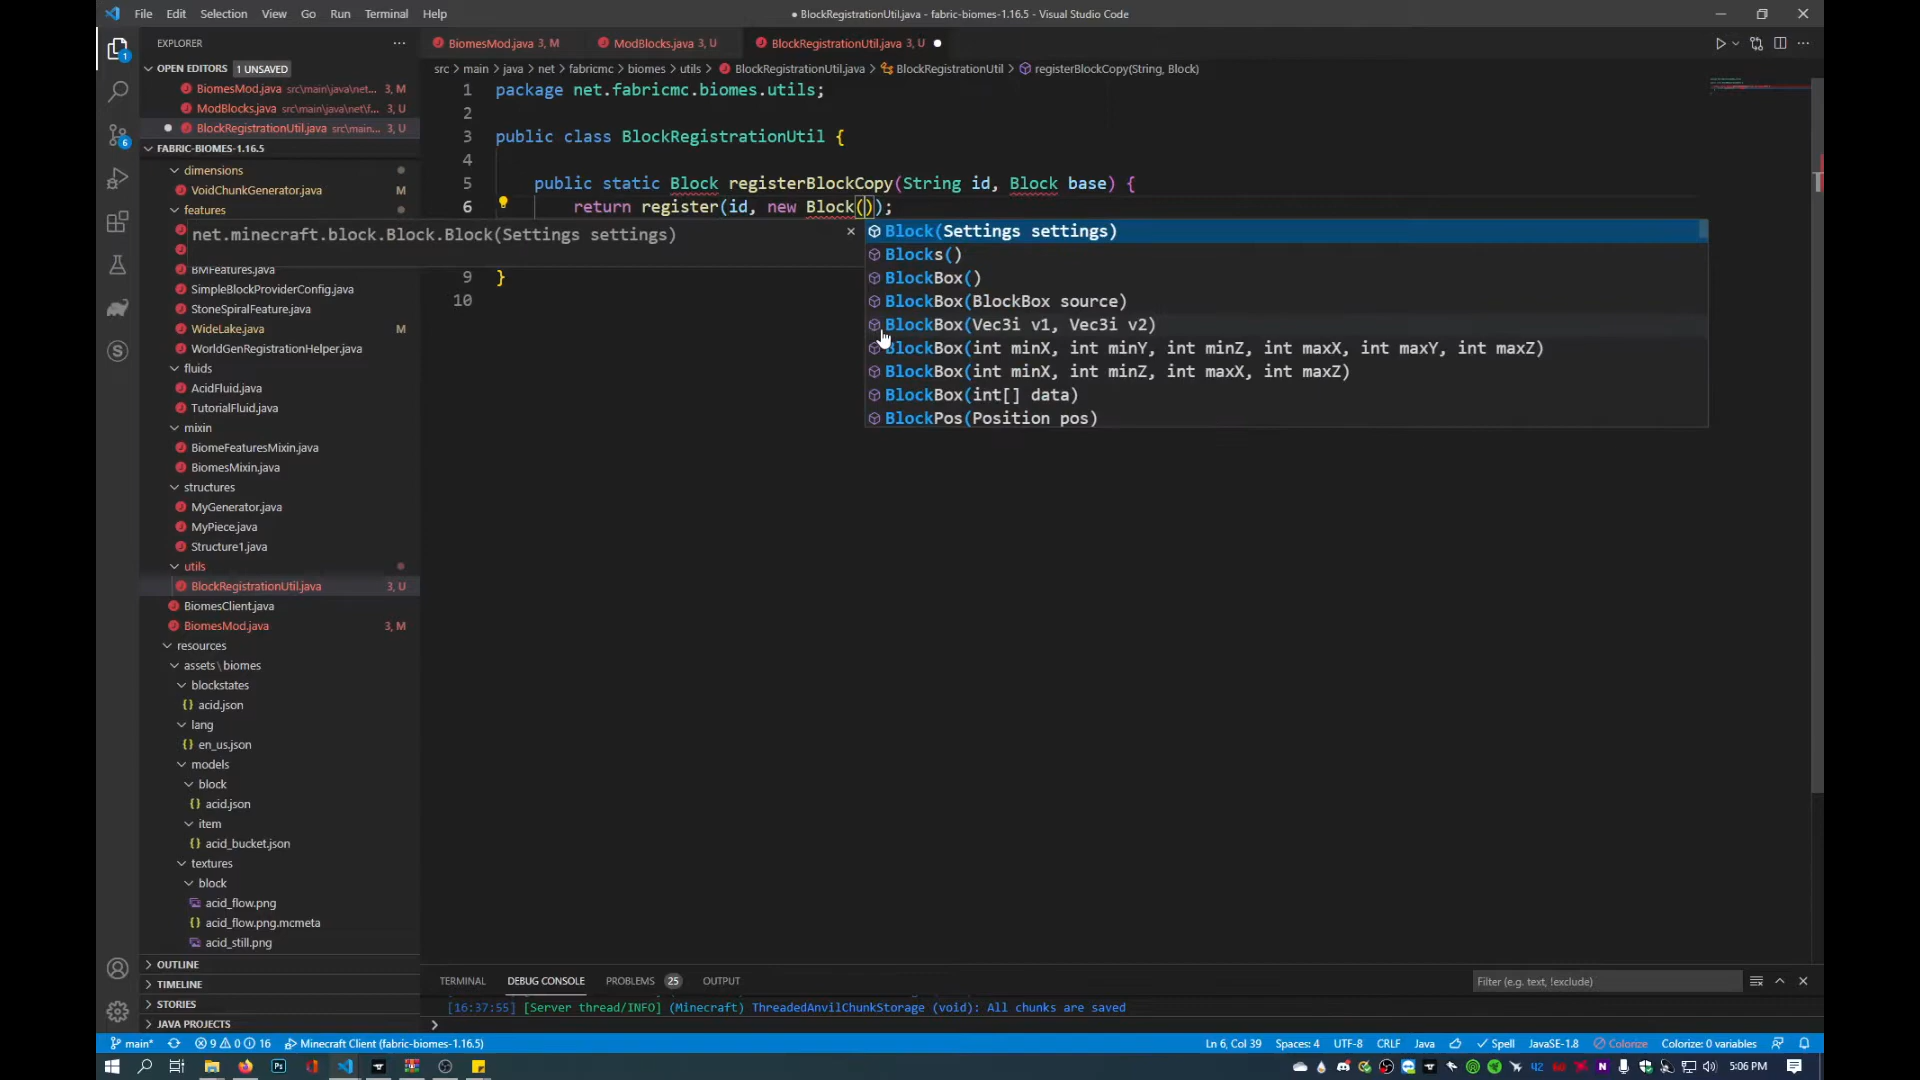 File Edit Selection View Go Run Terminal Help
● BlockRegistrationUtil.java - fabric-biomes-1.16.5 - Visual Studio Code
EXPLORER
OPEN EDITORS 1 UNSAVED
BiomesMod.java src\main\java\net... 3, M
ModBlocks.java src\main\java\net\f... 3, U
BlockRegistrationUtil.java src\main... 3, U
FABRIC-BIOMES-1.16.5
dimensions
VoidChunkGenerator.java M
features
BMFeatures.java
SimpleBlockProviderConfig.java
StoneSpiralFeature.java
WideLake.java M
WorldGenRegistrationHelper.java
fluids
AcidFluid.java
TutorialFluid.java
mixin
BiomeFeaturesMixin.java
BiomesMixin.java
structures
MyGenerator.java
MyPiece.java
Structure1.java
utils
BlockRegistrationUtil.java 3, U
BiomesClient.java
BiomesMod.java 3, M
resources
assets\biomes
blockstates
{} acid.json
lang
{} en_us.json
models
block
{} acid.json
item
{} acid_bucket.json
textures
block
acid_flow.png
acid_flow.png.mcmeta
acid_still.png
OUTLINE
TIMELINE
STORIES
JAVA PROJECTS
BiomesMod.java 3, M
ModBlocks.java 3, U
BlockRegistrationUtil.java 3, U ●
src > main > java > net > fabricmc > biomes > utils > BlockRegistrationUtil.java > BlockRegistrationUtil > registerBlockCopy(String, Block)
1 package net.fabricmc.biomes.utils;
2
3 public class BlockRegistrationUtil {
4
5 public static Block registerBlockCopy(String id, Block base) {
6 return register(id, new Block());
net.minecraft.block.Block.Block(Settings settings)
9 }
10
Block(Settings settings)
Blocks()
BlockBox()
BlockBox(BlockBox source)
BlockBox(Vec3i v1, Vec3i v2)
BlockBox(int minX, int minY, int minZ, int maxX, int maxY, int maxZ)
BlockBox(int minX, int minZ, int maxX, int maxZ)
BlockBox(int[] data)
BlockPos(Position pos)
TERMINAL DEBUG CONSOLE PROBLEMS 25 OUTPUT
Filter (e.g. text, !exclude)
[16:37:55] [Server thread/INFO] (Minecraft) ThreadedAnvilChunkStorage (void): All chunks are saved
main* 9 0 16 Minecraft Client (fabric-biomes-1.16.5)
Ln 6, Col 39 Spaces: 4 UTF-8 CRLF Java Spell JavaSE-1.8 Colorize Colorize: 0 variables
42
5:06 PM